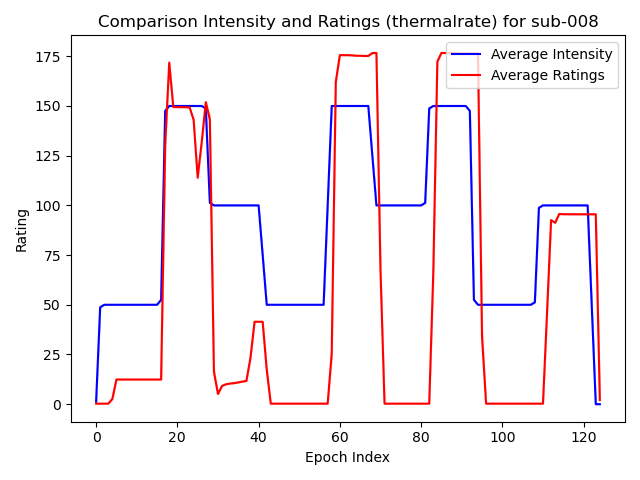 Comparison Intensity and Ratings (thermalrate) for sub-008
Average Intensity
Average Ratings
Rating
175
150
125
100
75
50
25
0
0 20 40 60 80 100 120
Epoch Index